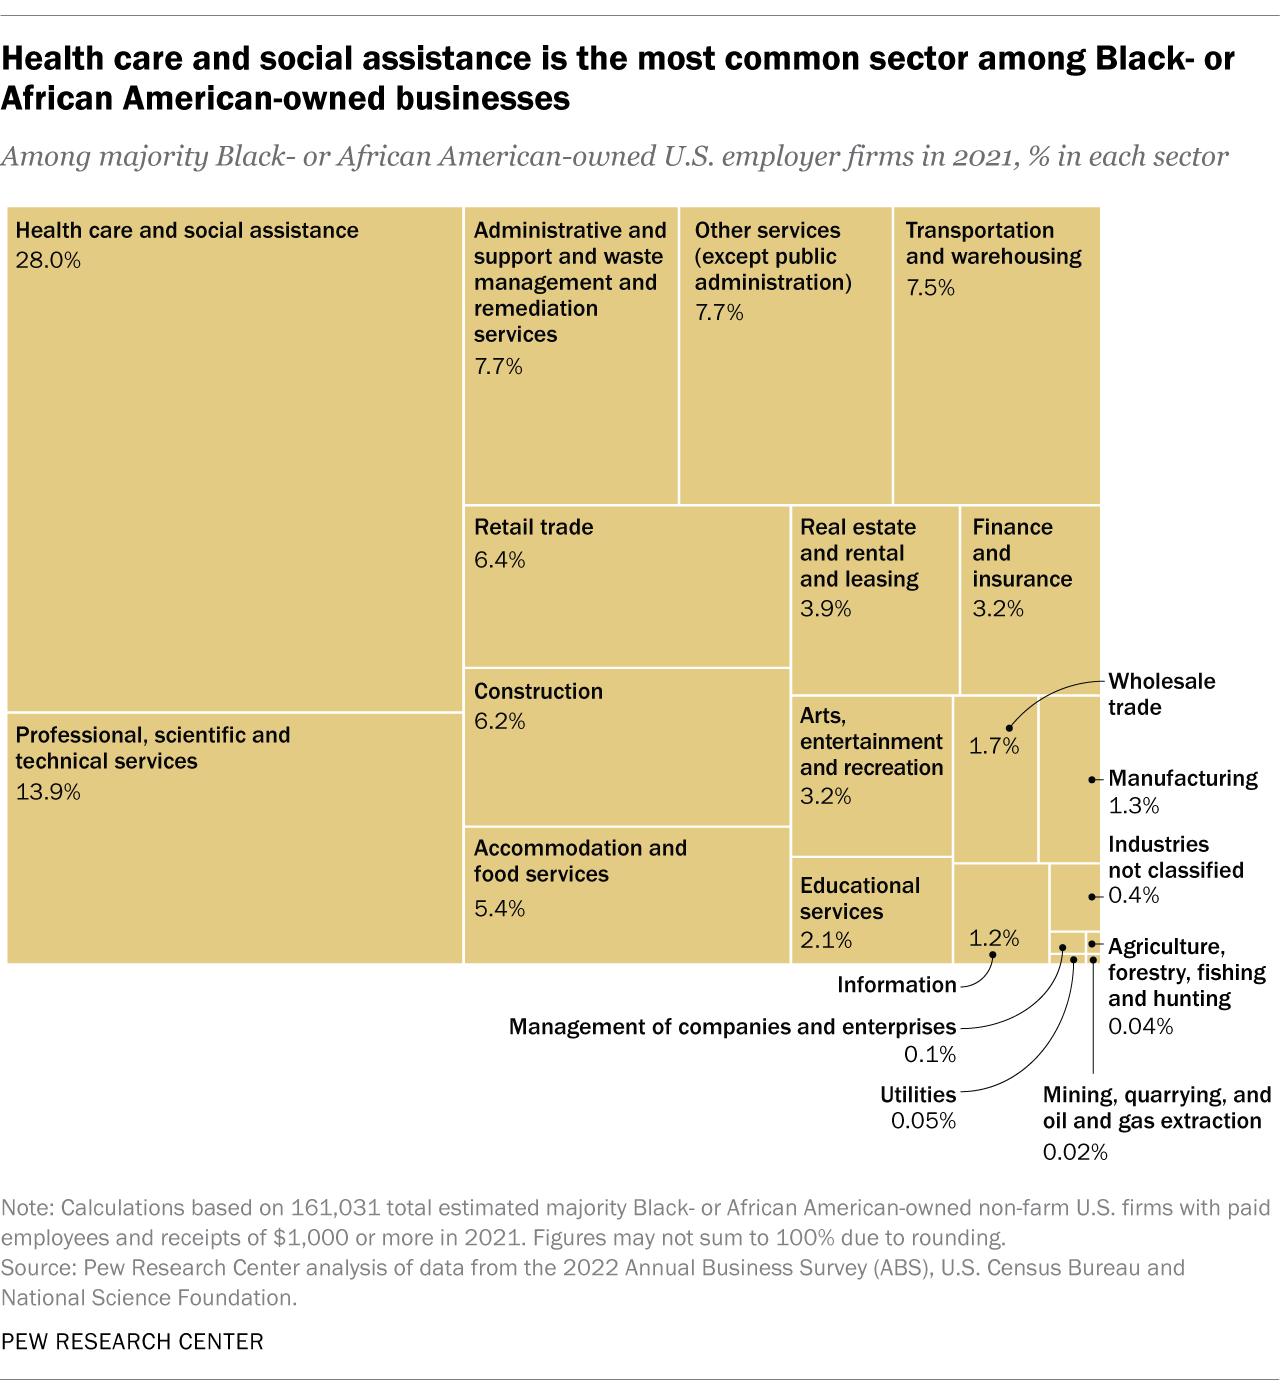 Health care and social assistance is the most common sector among Black- or
African American-owned businesses
Among majority Black- or African American-owned U.S. employer firms in 2021, % in each sector
Health care and social assistance
28.0%
Administrative and
support and waste
management and
remediation
services
7.7%
Other services
(except public
administration)
7.7%
Transportation
and warehousing
7.5%
Retail trade
6.4%
Real estate
and rental
and leasing
3.9%
Finance
and
insurance
3.2%
Wholesale
trade
1.7%
Construction
6.2%
Professional, scientific and
technical services
13.9%
Arts,
entertainment
and recreation
3.2%
Manufacturing
1.3%
Accommodation and
food services
5.4%
Educational
services
2.1%
Industries
not classified
0.4%
1.2%
Information
Agriculture,
forestry, fishing
and hunting
0.04%
Management of companies and enterprises
0.1%
Utilities
0.05%
Mining, quarrying, and
oil and gas extraction
0.02%
Note: Calculations based on 161,031 total estimated majority Black- or African American-owned non-farm U.S. firms with paid
employees and receipts of $1,000 or more in 2021. Figures may not sum to 100% due to rounding.
Source: Pew Research Center analysis of data from the 2022 Annual Business Survey (ABS), U.S. Census Bureau and
National Science Foundation.
PEW RESEARCH CENTER